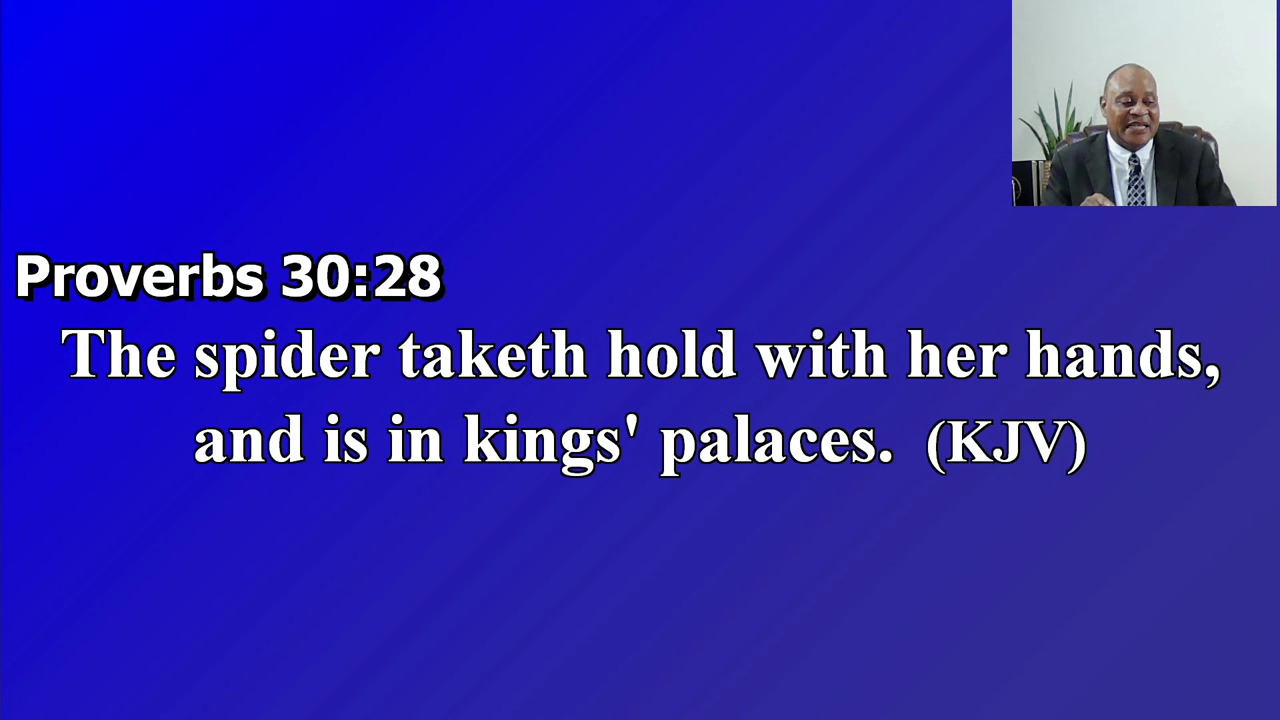 Proverbs 30:28
The spider taketh hold with her hands,
and is in kings' palaces. (KJV)